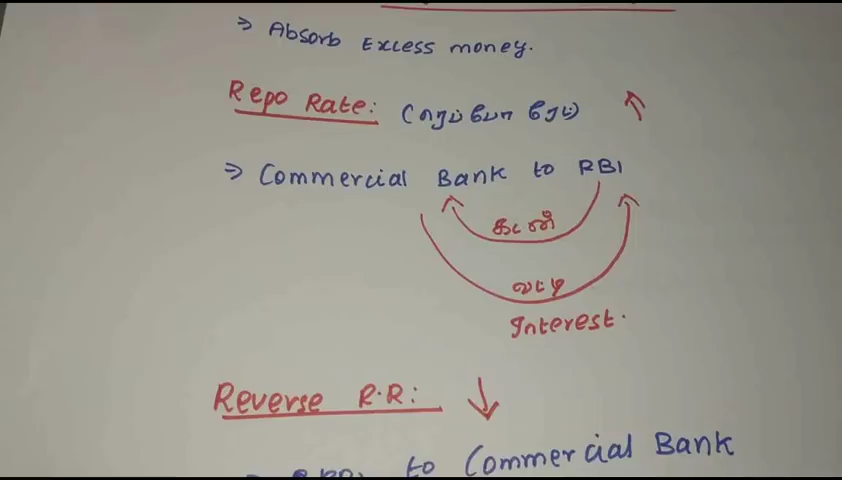 ⇒ Absorb Excess money.
Repo Rate: (ரெப் போ ரேட்) ↑
⇒ Commercial Bank to RBI
கடன்
வட்டி
Interest.
Reverse R.R: ↓
to Commercial Bank